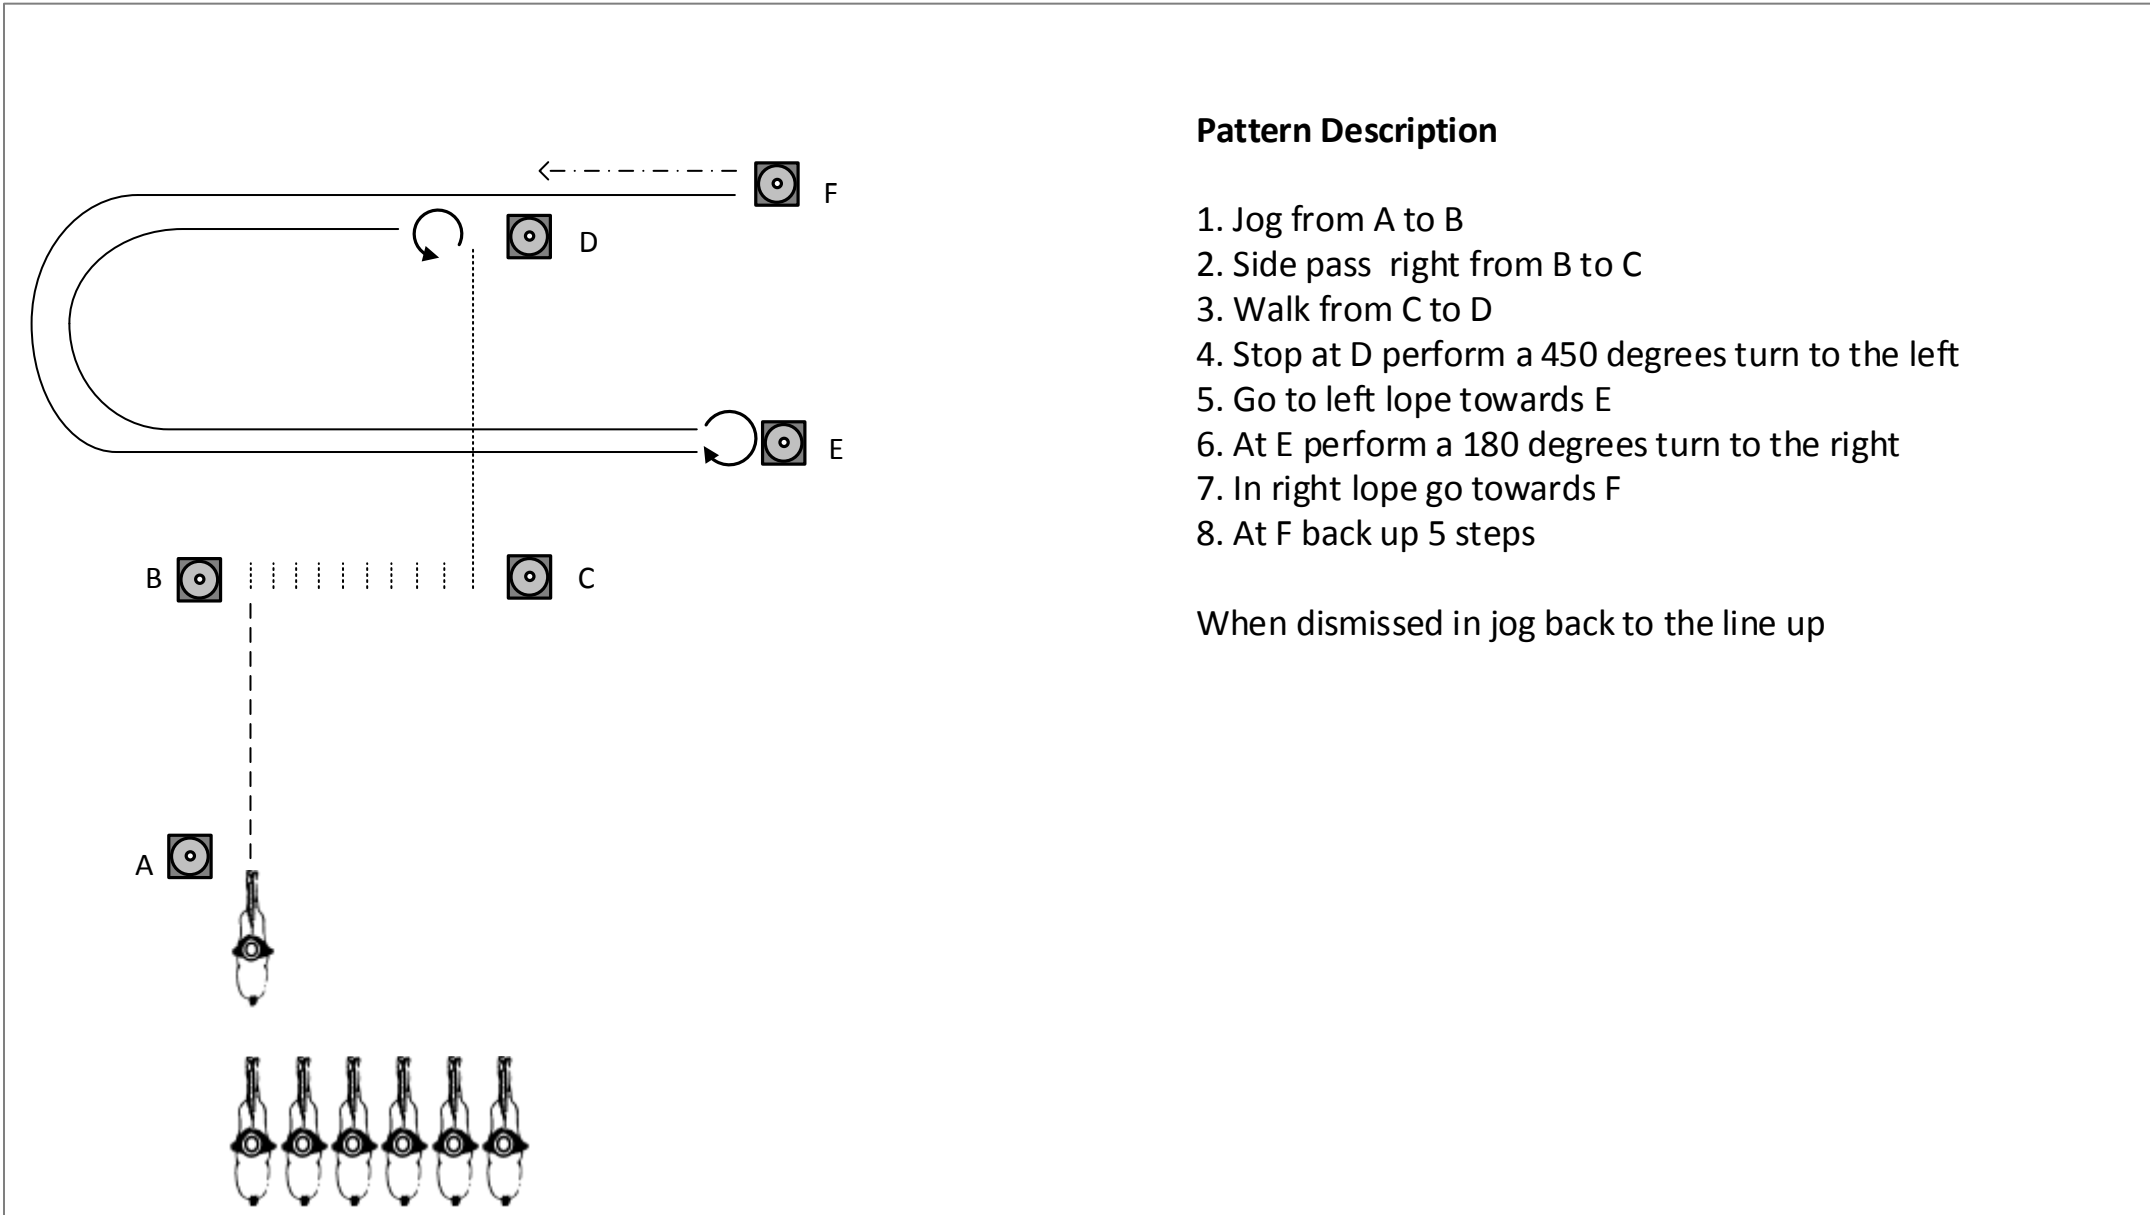 Pattern Description
F
D
1. Jog from A to B
2. Side pass  right from B to C
3. Walk from C to D
4. Stop at D perform a 450 degrees turn to the left
5. Go to left lope towards E
6. At E perform a 180 degrees turn to the right
7. In right lope go towards F
8. At F back up 5 steps
When dismissed in jog back to the line up
E
B
C
A